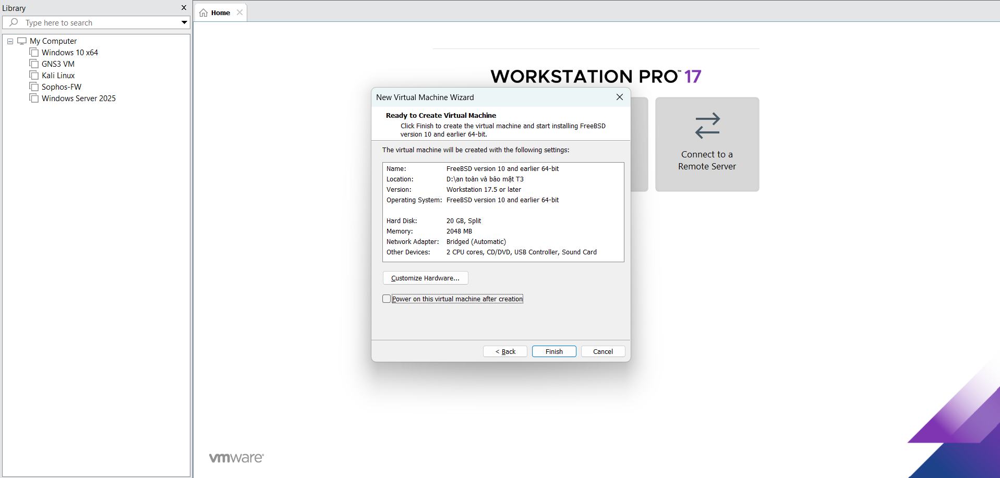 Library
Type here to search
My Computer
Windows 10 x64
GNS3 VM
Kali Linux
Sophos-FW
Windows Server 2025
Home
WORKSTATION PRO™ 17
New Virtual Machine Wizard
Ready to Create Virtual Machine
Click Finish to create the virtual machine and start installing FreeBSD
version 10 and earlier 64-bit.
The virtual machine will be created with the following settings:
Name: FreeBSD version 10 and earlier 64-bit
Location: D:\an toàn và bảo mật T3
Version: Workstation 17.5 or later
Operating System: FreeBSD version 10 and earlier 64-bit
Hard Disk: 20 GB, Split
Memory: 2048 MB
Network Adapter: Bridged (Automatic)
Other Devices: 2 CPU cores, CD/DVD, USB Controller, Sound Card
Customize Hardware...
Power on this virtual machine after creation
< Back
Finish
Cancel
Connect to a
Remote Server
vmware